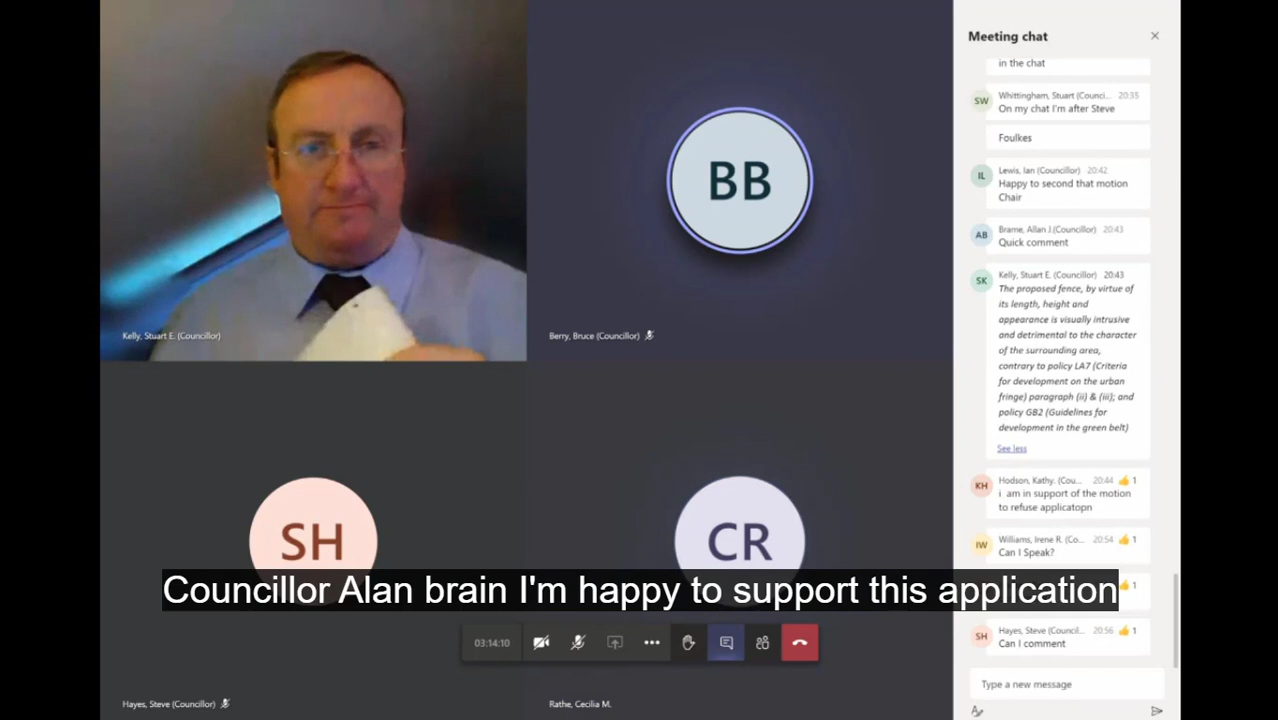 Kelly, Stuart E. (Councillor)
BB
Berry, Bruce (Councillor)
SH
Hayes, Steve (Councillor)
CR
Rathe, Cecilia M.
Councillor Alan brain I'm happy to support this application
03:14:10
Meeting chat
in the chat
SW
Whittingham, Stuart (Counci... 20:35
On my chat I'm after Steve
Foulkes
IL
Lewis, Ian (Councillor) 20:42
Happy to second that motion
Chair
AB
Brame, Allan J.(Councillor) 20:43
Quick comment
SK
Kelly, Stuart E. (Councillor) 20:43
The proposed fence, by virtue of
its length, height and
appearance is visually intrusive
and detrimental to the character
of the surrounding area,
contrary to policy LA7 (Criteria
for development on the urban
fringe) paragraph (ii) & (iii); and
policy GB2 (Guidelines for
development in the green belt)
See less
KH
Hodson, Kathy. (Cou... 20:44 👍 1
i am in support of the motion
to refuse applicatopn
IW
Williams, Irene R. (Co... 20:54 👍 1
Can I Speak?
👍 1
SH
Hayes, Steve (Council... 20:56 👍 1
Can I comment
Type a new message